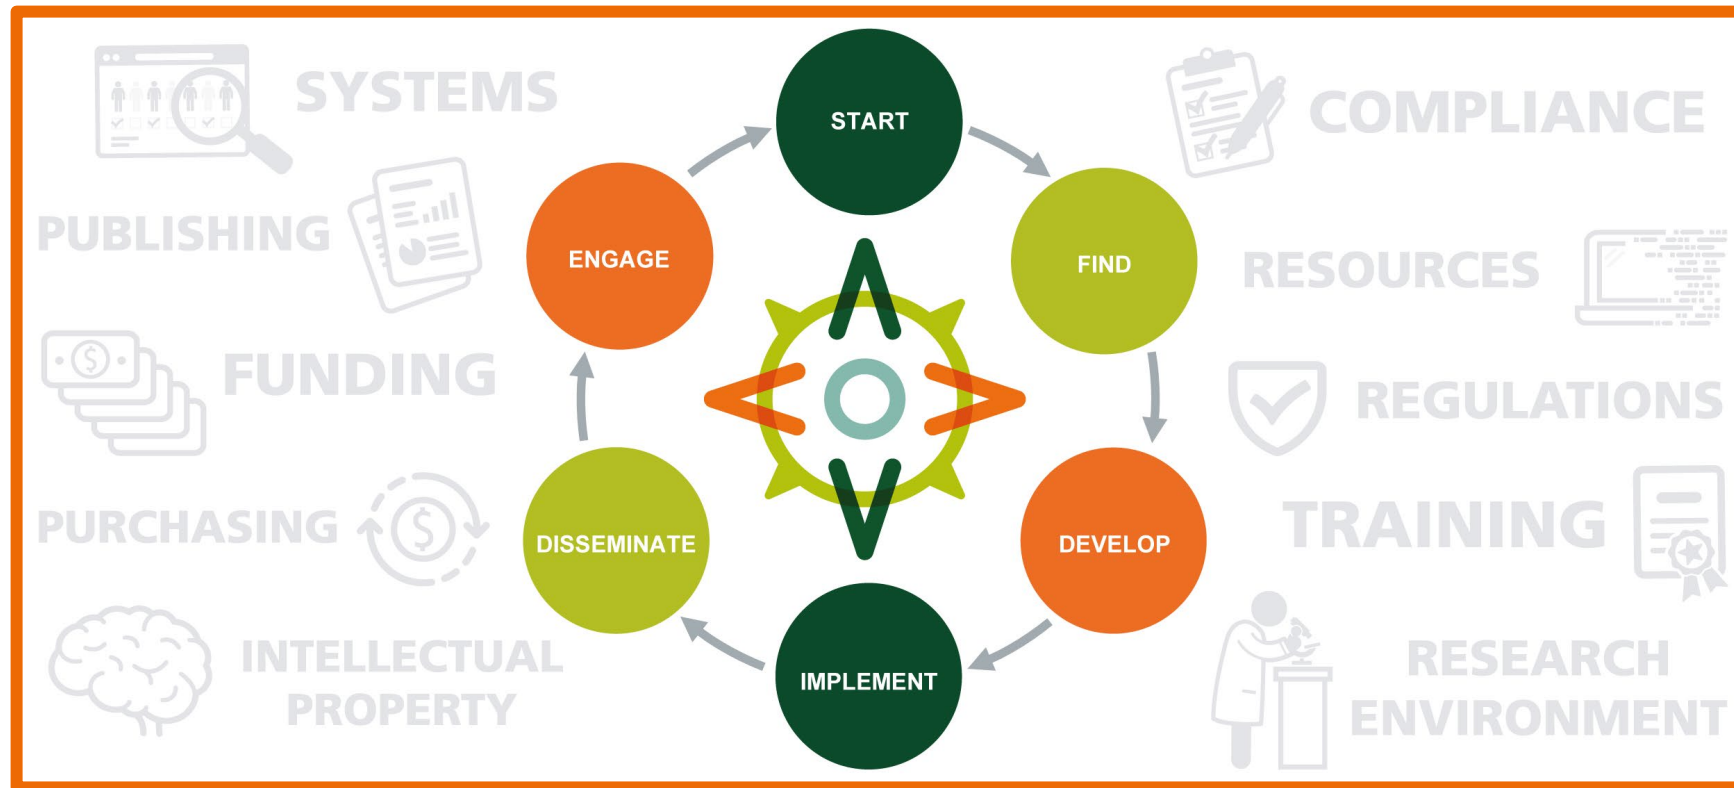 SYSTEMS
PUBLISHING
FUNDING
PURCHASING
INTELLECTUAL
PROPERTY
START
FIND
DEVELOP
IMPLEMENT
DISSEMINATE
ENGAGE
COMPLIANCE
RESOURCES
REGULATIONS
TRAINING
RESEARCH
ENVIRONMENT